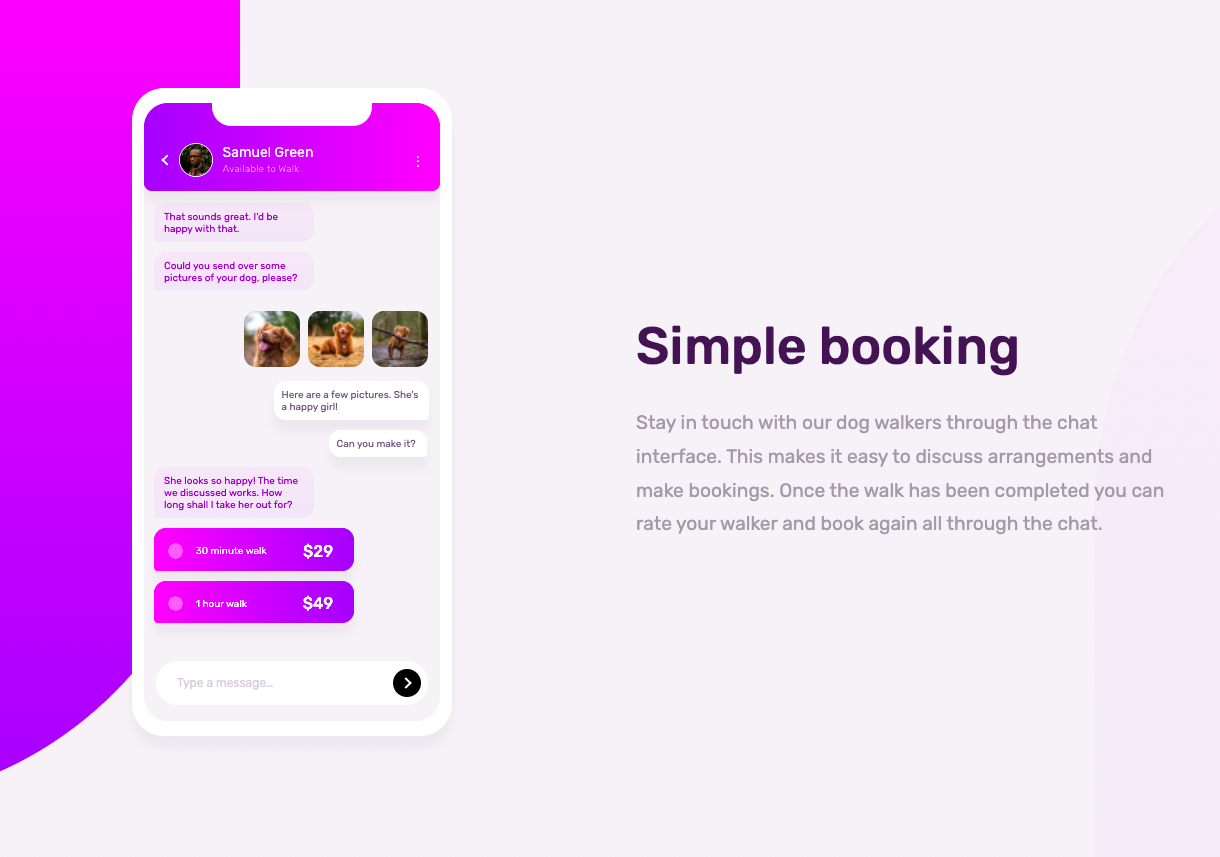 Samuel Green
Available to Walk
That sounds great. I'd be
happy with that.
Could you send over some
pictures of your dog, please?
Here are a few pictures. She's
a happy girl!
Can you make it?
She looks so happy! The time
we discussed works. How
long shall I take her out for?
30 minute walk $29
1 hour walk $49
Type a message…
Simple booking
Stay in touch with our dog walkers through the chat
interface. This makes it easy to discuss arrangements and
make bookings. Once the walk has been completed you can
rate your walker and book again all through the chat.